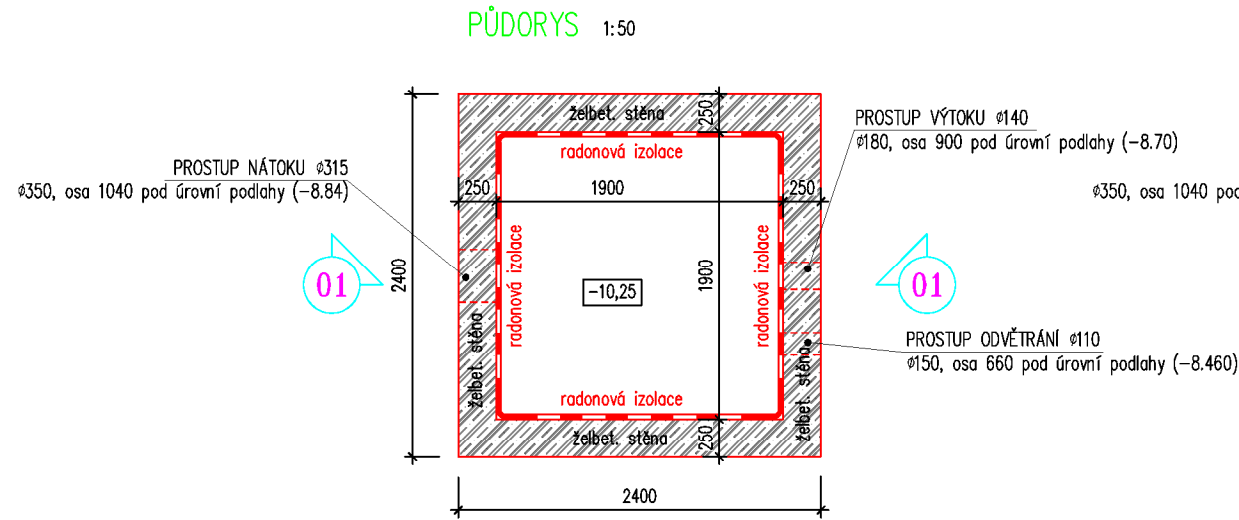 PŮDORYS 1:50
želbet. stěna
250
radonová izolace
PROSTUP VÝTOKU ⌀140
⌀180, osa 900 pod úrovní podlahy (-8.70)
PROSTUP NÁTOKU ⌀315
⌀350, osa 1040 pod úrovní podlahy (-8.84)
250
1900
250
⌀350, osa 1040 pod
01
2400
radonová izolace
-10,25
1900
radonová izolace
01
želbet. stěna
PROSTUP ODVĚTRÁNÍ ⌀110
⌀150, osa 660 pod úrovní podlahy (-8.460)
želbet. stěna
radonová izolace
želbet. stěna
250
2400